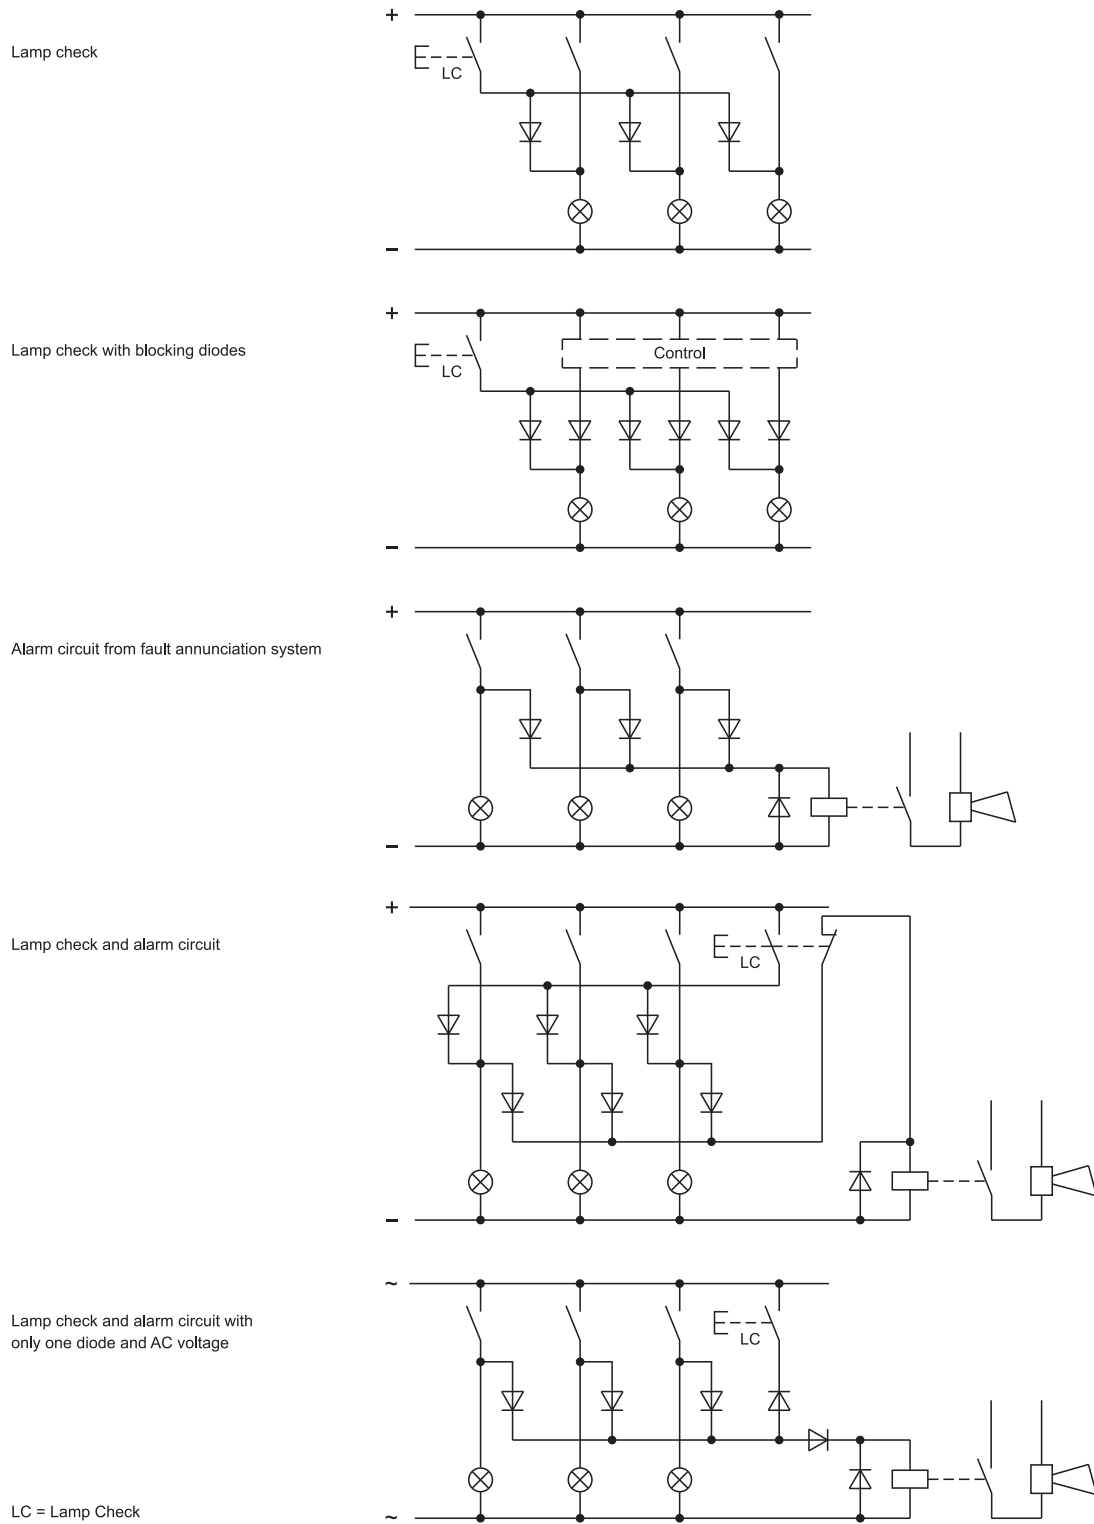 +
Lamp check
LC
−
+
Lamp check with blocking diodes
Control
LC
−
+
Alarm circuit from fault annunciation system
−
+
Lamp check and alarm circuit
LC
−
~
Lamp check and alarm circuit with
only one diode and AC voltage
LC
LC = Lamp Check
~